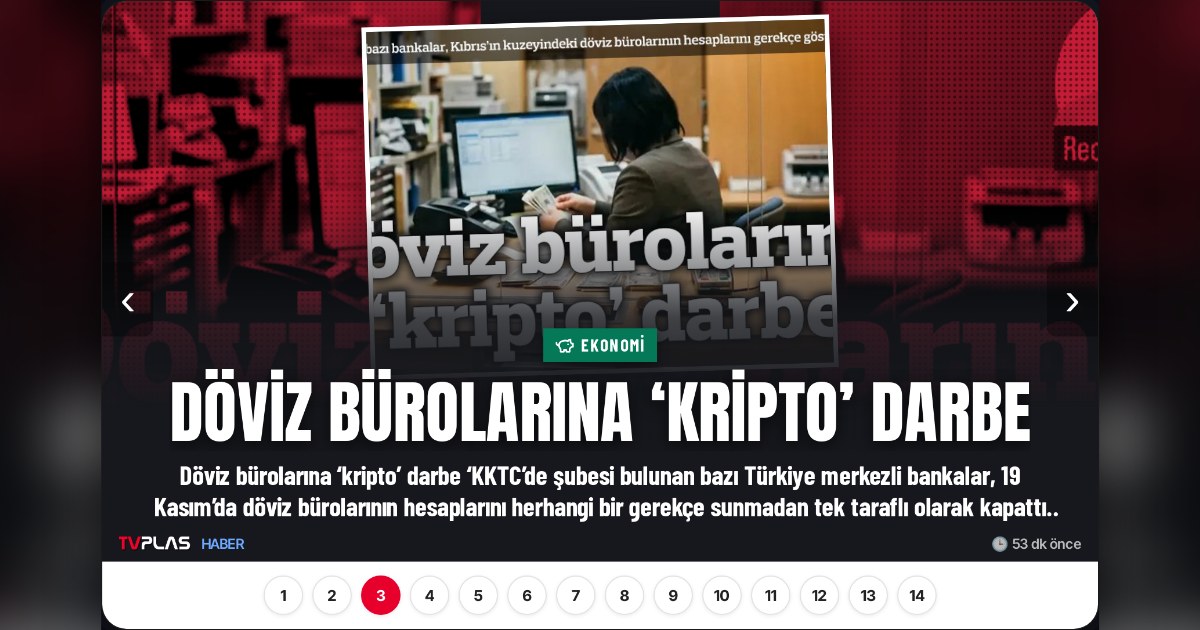 bazı bankalar, Kıbrıs'ın kuzeyindeki döviz bürolarının hesaplarını gerekçe gös
öviz büroların
‘kripto’ darbe
Rec
EKONOMİ
DÖVİZ BÜROLARINA ‘KRİPTO’ DARBE
Döviz bürolarına ‘kripto’ darbe ‘KKTC’de şubesi bulunan bazı Türkiye merkezli bankalar, 19
Kasım’da döviz bürolarının hesaplarını herhangi bir gerekçe sunmadan tek taraflı olarak kapattı..
TVPLAS HABER
53 dk önce
1 2 3 4 5 6 7 8 9 10 11 12 13 14